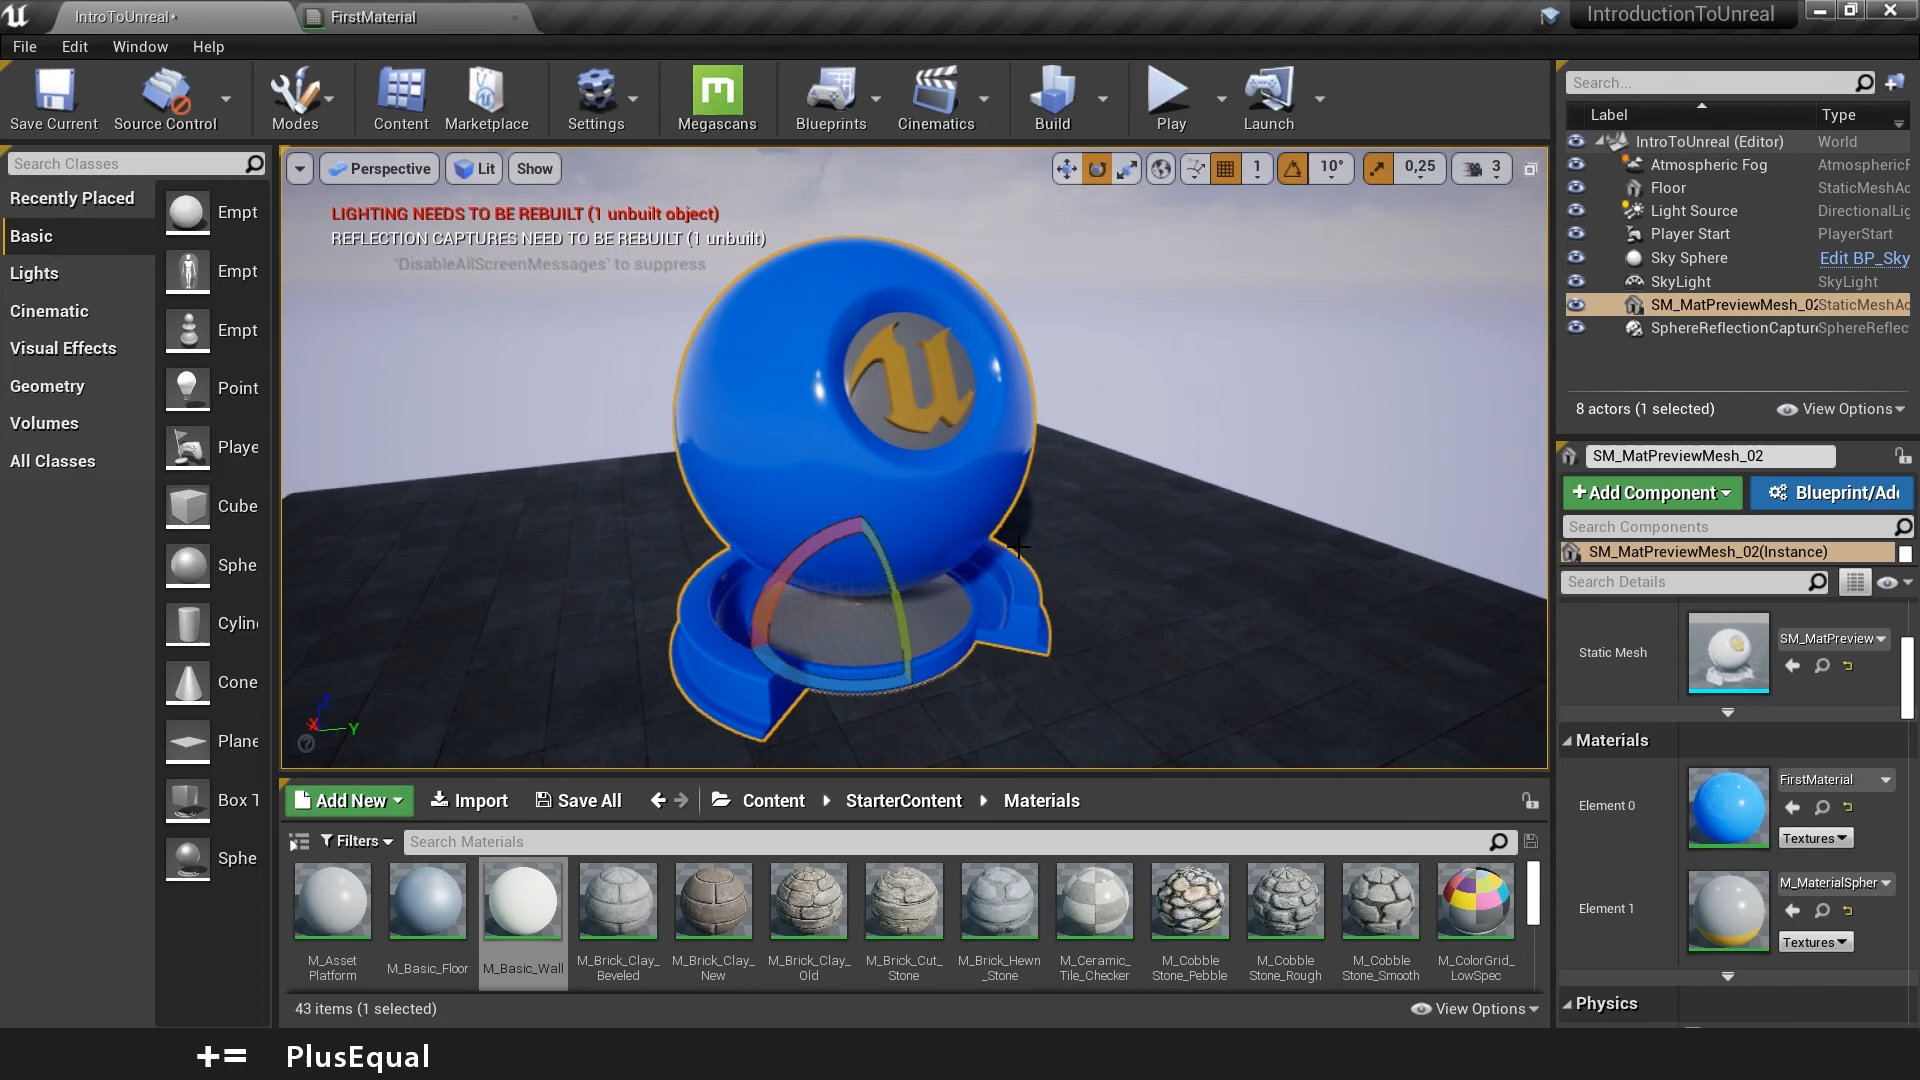 IntroToUnreal*
FirstMaterial
IntroductionToUnreal
File Edit Window Help
Save Current
Source Control
Modes
Content
Marketplace
Settings
Megascans
Blueprints
Cinematics
Build
Play
Launch
Search Classes
Recently Placed
Basic
Lights
Cinematic
Visual Effects
Geometry
Volumes
All Classes
Empt
Empt
Empt
Point
Playe
Cube
Sphe
Cylin
Cone
Plane
Box T
Sphe
Perspective
Lit
Show
1
10°
0,25
3
LIGHTING NEEDS TO BE REBUILT (1 unbuilt object)
REFLECTION CAPTURES NEED TO BE REBUILT (1 unbuilt)
'DisableAllScreenMessages' to suppress
Z
X
Y
Add New
Import
Save All
Content
StarterContent
Materials
Filters
Search Materials
M_Asset
Platform
M_Basic_Floor
M_Basic_Wall
M_Brick_Clay_
Beveled
M_Brick_Clay_
New
M_Brick_Clay_
Old
M_Brick_Cut_
Stone
M_Brick_Hewn
_Stone
M_Ceramic_
Tile_Checker
M_Cobble
Stone_Pebble
M_Cobble
Stone_Rough
M_Cobble
Stone_Smooth
M_ColorGrid_
LowSpec
43 items (1 selected)
View Options
Search...
Label Type
IntroToUnreal (Editor) World
Atmospheric Fog AtmosphericF
Floor StaticMeshAc
Light Source DirectionalLig
Player Start PlayerStart
Sky Sphere Edit BP_Sky
SkyLight SkyLight
SM_MatPreviewMesh_02 StaticMeshAc
SphereReflectionCapture SphereReflec
8 actors (1 selected)
View Options
SM_MatPreviewMesh_02
+Add Component
Blueprint/Add
Search Components
SM_MatPreviewMesh_02(Instance)
Search Details
Static Mesh
SM_MatPreview
Materials
Element 0
FirstMaterial
Textures
Element 1
M_MaterialSpher
Textures
Physics
+= PlusEqual